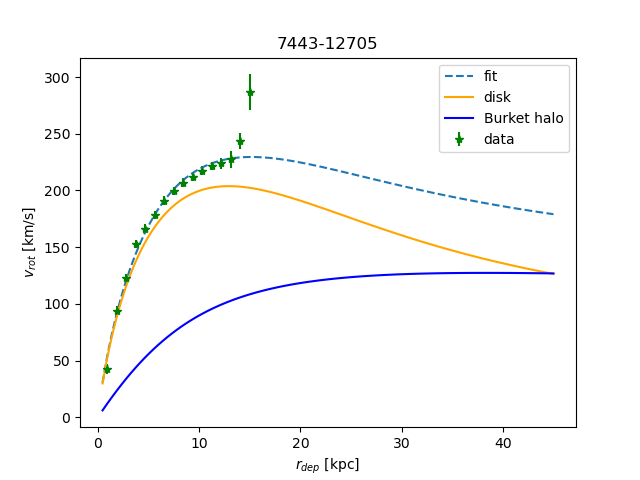 7443-12705
300
250
200
150
100
50
0
v_rot [km/s]
0 10 20 30 40
r_dep [kpc]
fit
disk
Burket halo
data